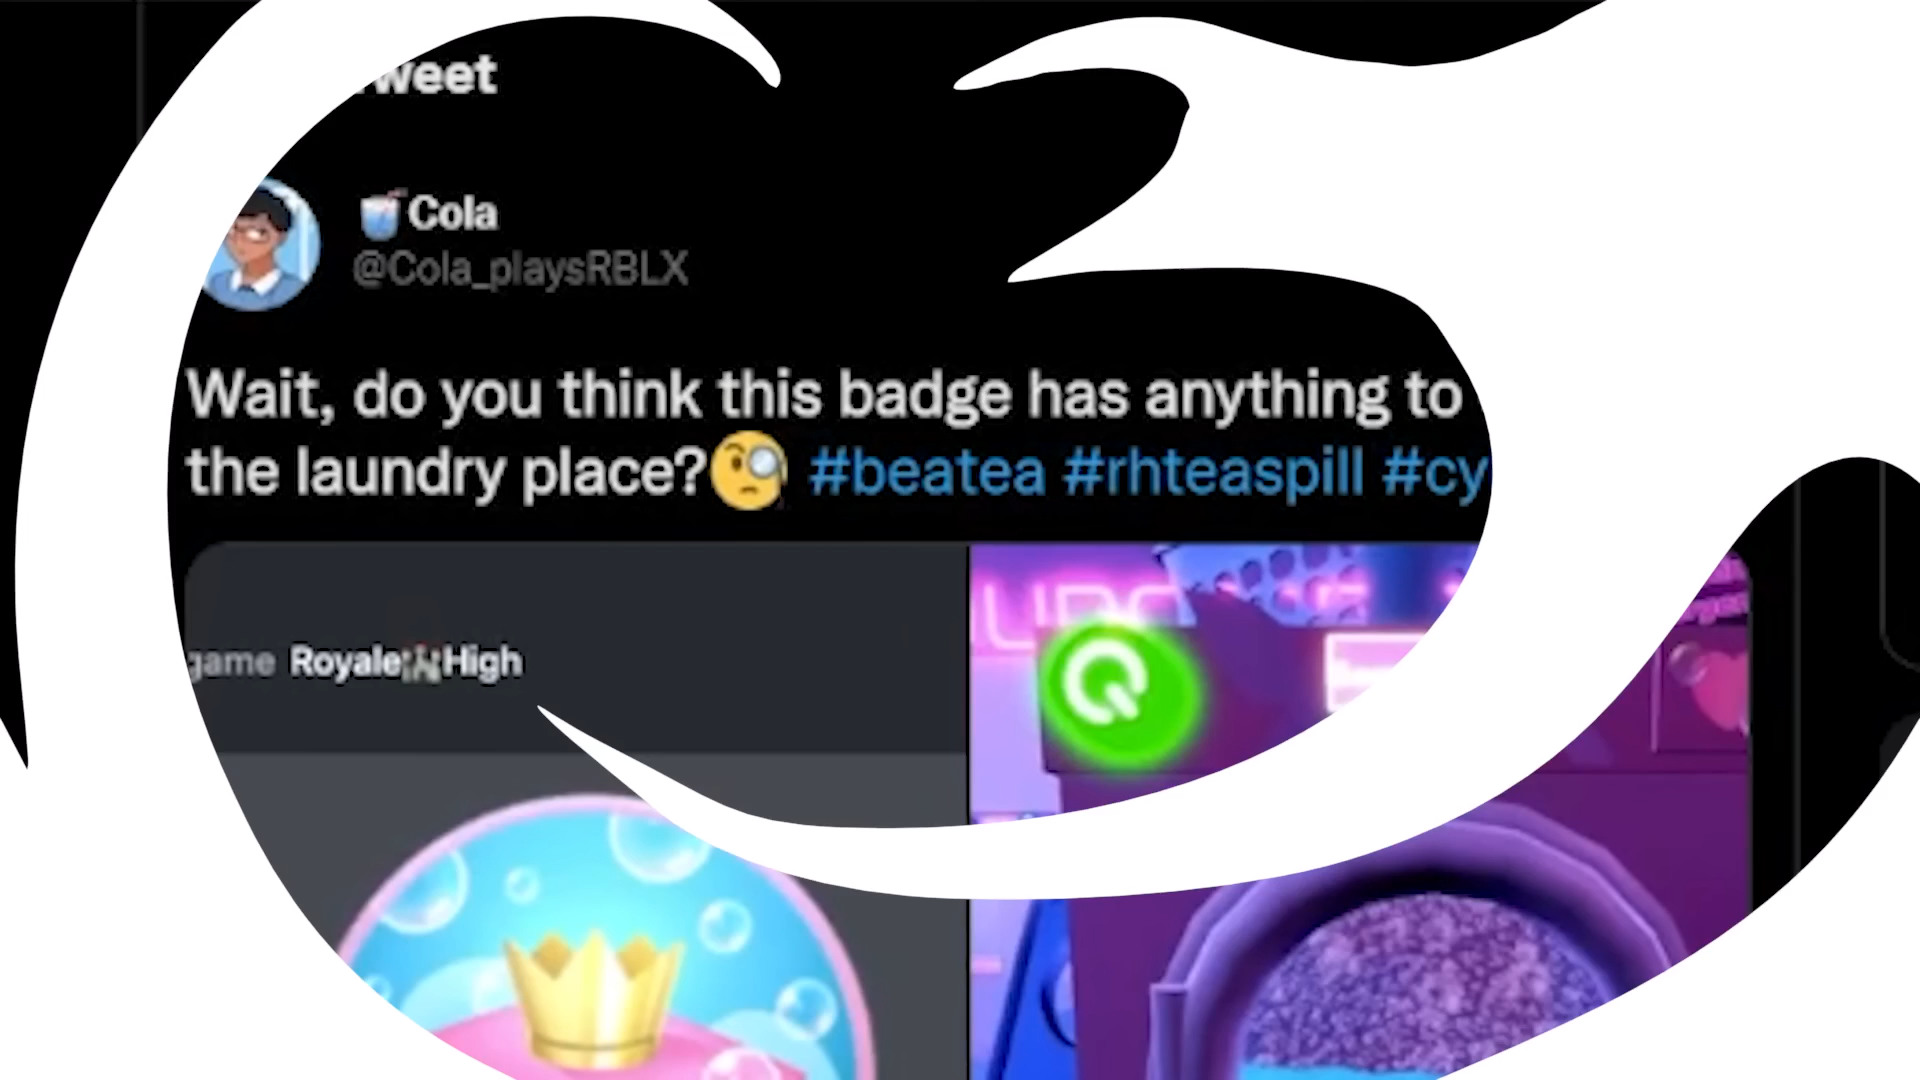 weet
Cola
@Cola_playsRBLX
Wait, do you think this badge has anything to
the laundry place? #beatea #rhteaspill #cy
game Royale High